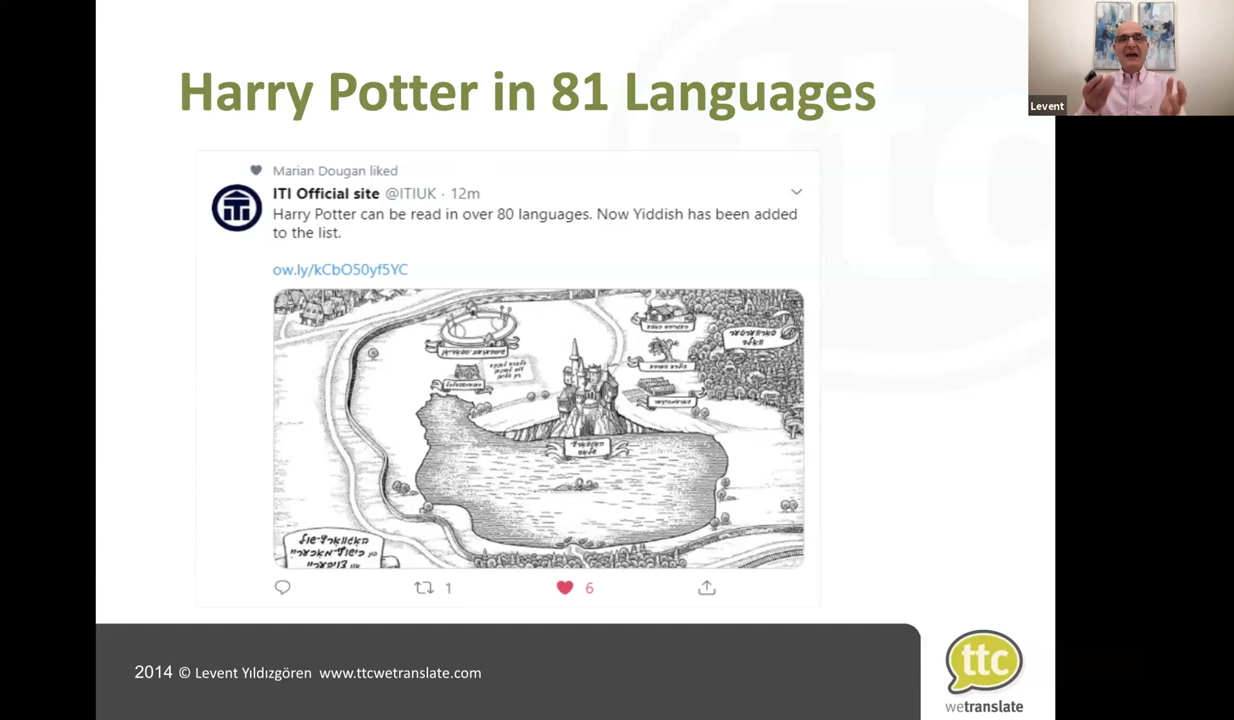 Harry Potter in 81 Languages
Levent
Marian Dougan liked
ITI Official site @ITIUK · 12m
Harry Potter can be read in over 80 languages. Now Yiddish has been added
to the list.
ow.ly/kCbO50yf5YC
1
6
2014 © Levent Yıldızgören www.ttcwetranslate.com
ttc
wetranslate